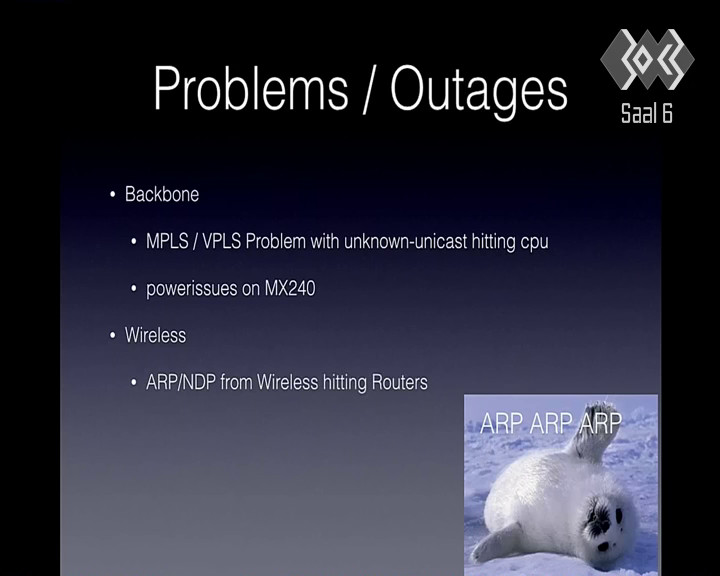 Problems / Outages
Saal 6
• Backbone
• MPLS / VPLS Problem with unknown-unicast hitting cpu
• powerissues on MX240
• Wireless
• ARP/NDP from Wireless hitting Routers
ARP ARP ARP